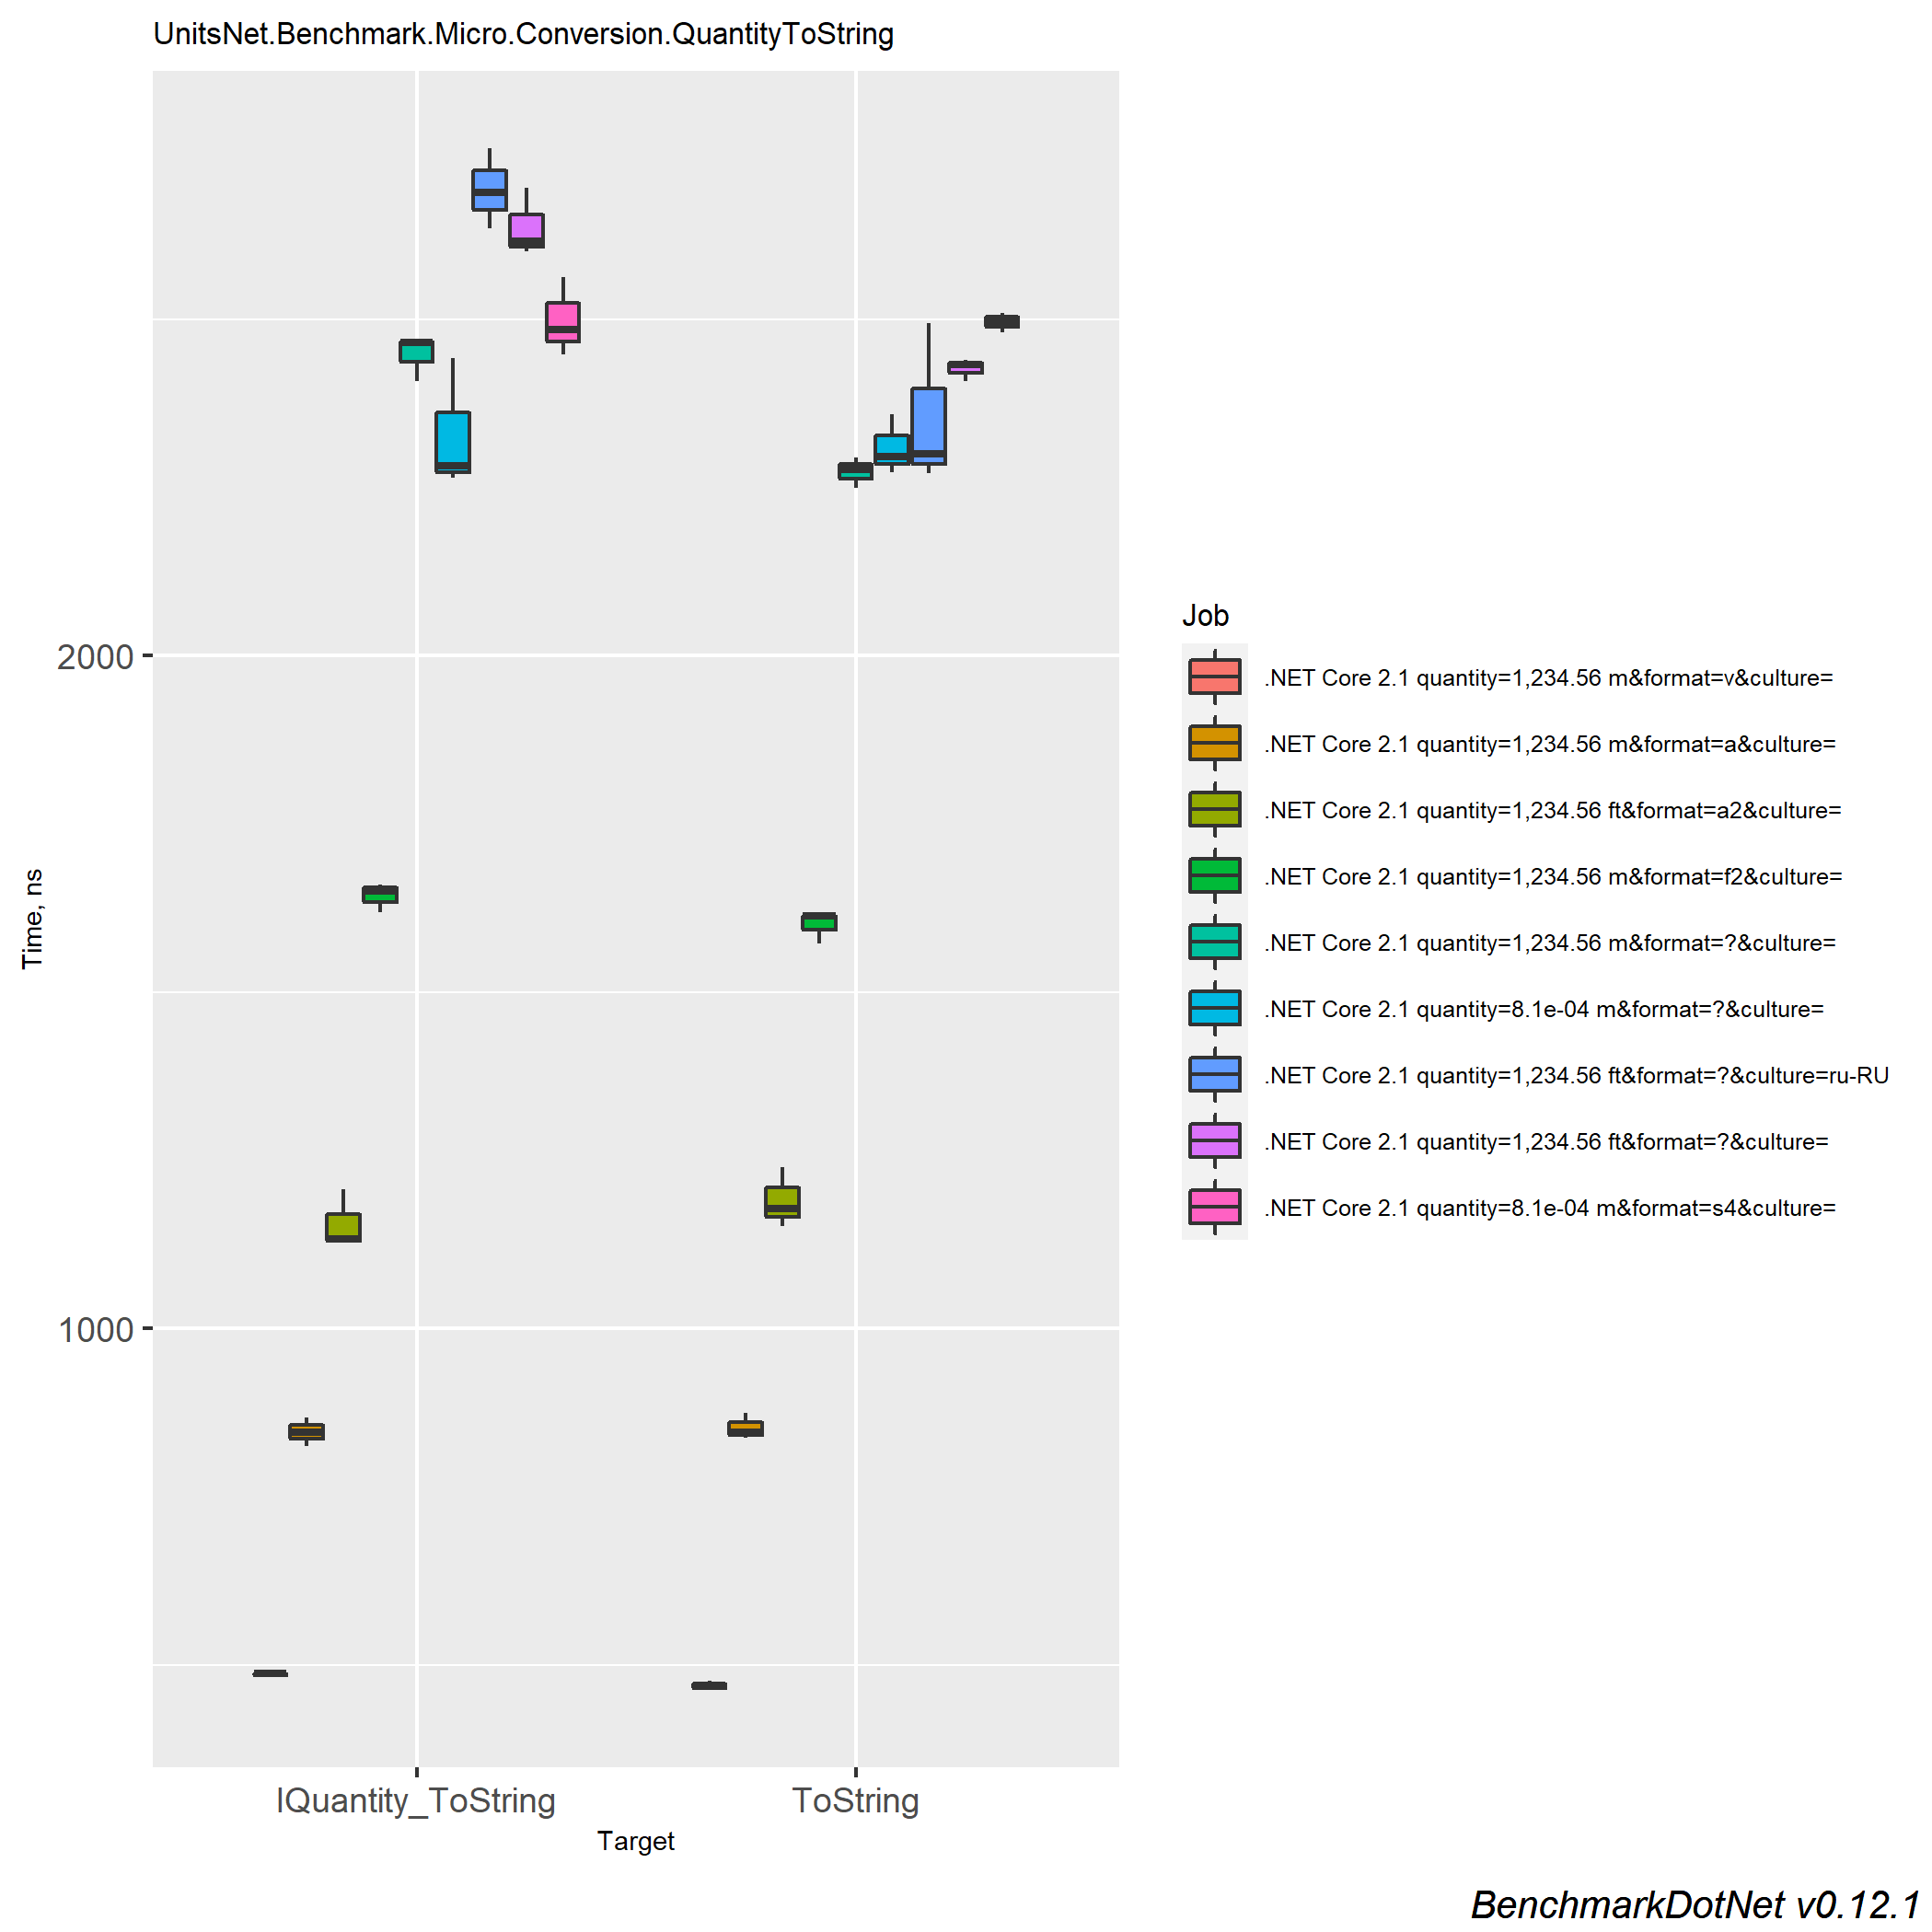 UnitsNet.Benchmark.Micro.Conversion.QuantityToString
Time, ns
2000
1000
IQuantity_ToString
ToString
Target
Job
.NET Core 2.1 quantity=1,234.56 m&format=v&culture=
.NET Core 2.1 quantity=1,234.56 m&format=a&culture=
.NET Core 2.1 quantity=1,234.56 ft&format=a2&culture=
.NET Core 2.1 quantity=1,234.56 m&format=f2&culture=
.NET Core 2.1 quantity=1,234.56 m&format=?&culture=
.NET Core 2.1 quantity=8.1e-04 m&format=?&culture=
.NET Core 2.1 quantity=1,234.56 ft&format=?&culture=ru-RU
.NET Core 2.1 quantity=1,234.56 ft&format=?&culture=
.NET Core 2.1 quantity=8.1e-04 m&format=s4&culture=
BenchmarkDotNet v0.12.1